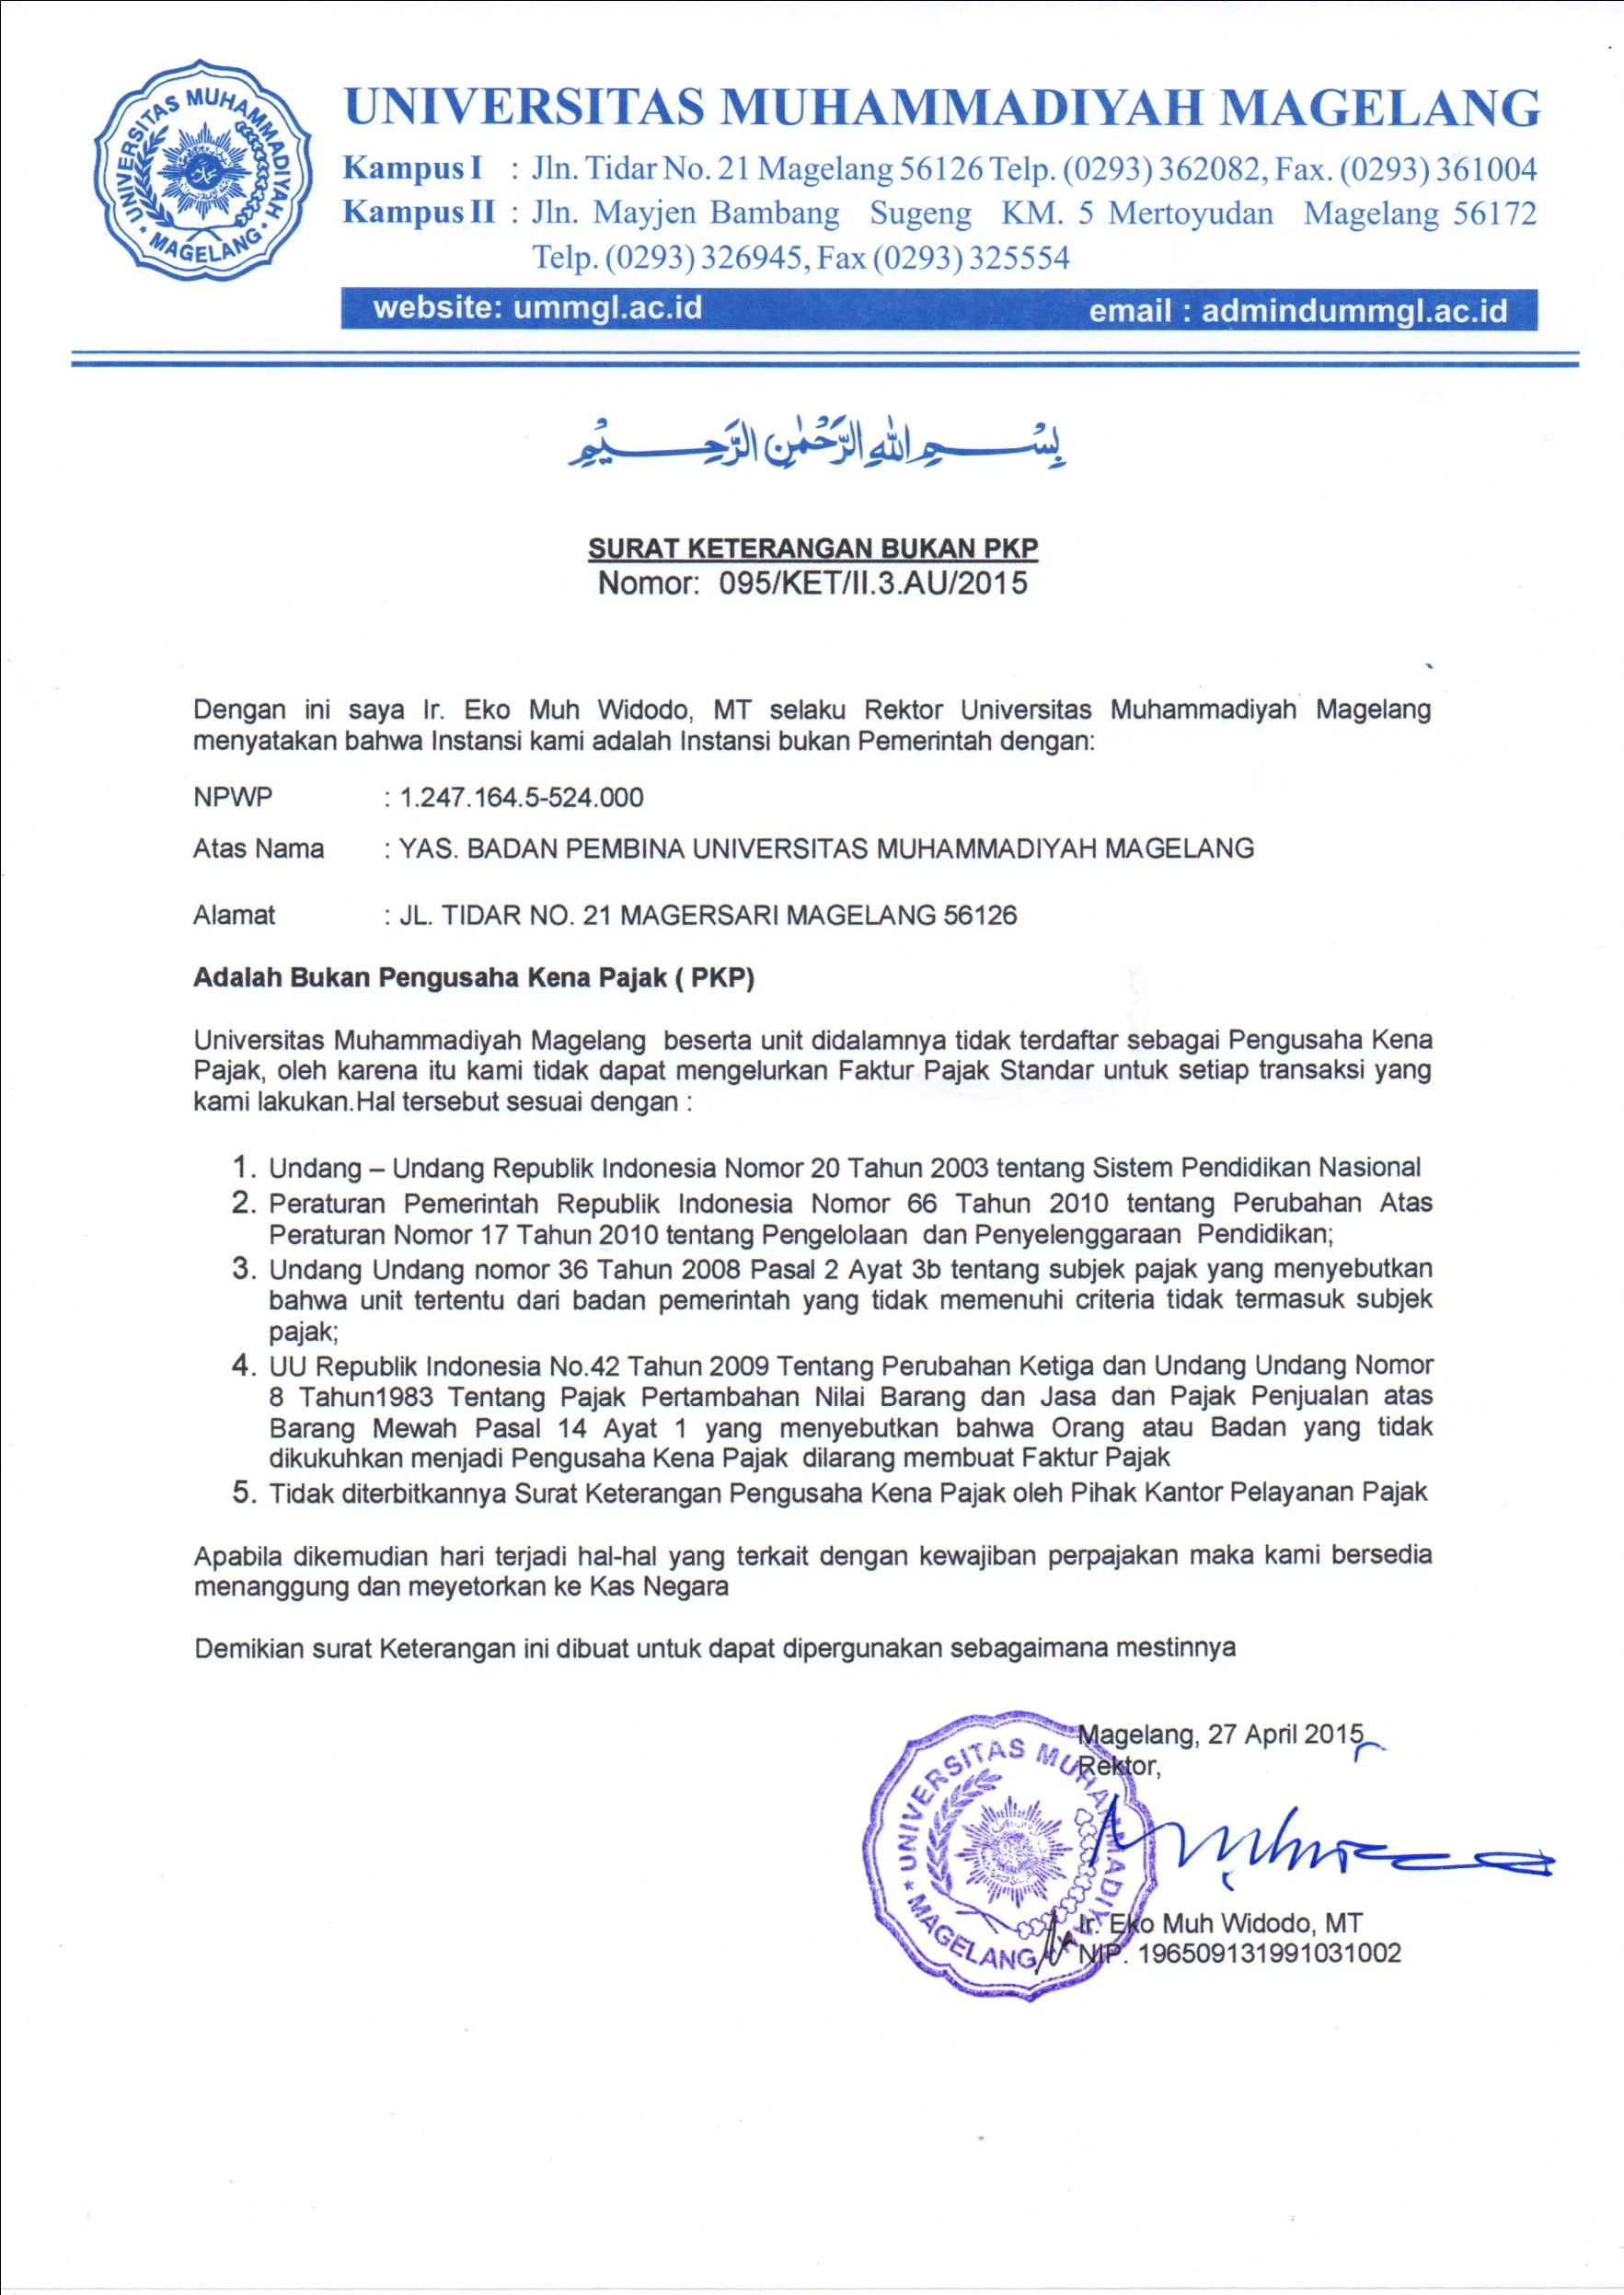 UNIVERSITAS MUHAMMADIYAH
MAGELANG
UNIVERSITAS MUHAMMADIYAH MAGELANG
Kampus I : Jln. Tidar No. 21 Magelang 56126 Telp. (0293) 362082, Fax. (0293) 361004
Kampus II : Jln. Mayjen Bambang Sugeng KM. 5 Mertoyudan Magelang 56172
Telp. (0293) 326945, Fax (0293) 325554
website: ummgl.ac.id email : admindummgl.ac.id
بِسْمِ اللهِ الرَّحْمٰنِ الرَّحِيْمِ
SURAT KETERANGAN BUKAN PKP
Nomor: 095/KET/II.3.AU/2015
Dengan ini saya Ir. Eko Muh Widodo, MT selaku Rektor Universitas Muhammadiyah Magelang
menyatakan bahwa Instansi kami adalah Instansi bukan Pemerintah dengan:
NPWP : 1.247.164.5-524.000
Atas Nama : YAS. BADAN PEMBINA UNIVERSITAS MUHAMMADIYAH MAGELANG
Alamat : JL. TIDAR NO. 21 MAGERSARI MAGELANG 56126
Adalah Bukan Pengusaha Kena Pajak ( PKP)
Universitas Muhammadiyah Magelang beserta unit didalamnya tidak terdaftar sebagai Pengusaha Kena
Pajak, oleh karena itu kami tidak dapat mengelurkan Faktur Pajak Standar untuk setiap transaksi yang
kami lakukan.Hal tersebut sesuai dengan :
1. Undang – Undang Republik Indonesia Nomor 20 Tahun 2003 tentang Sistem Pendidikan Nasional
2. Peraturan Pemerintah Republik Indonesia Nomor 66 Tahun 2010 tentang Perubahan Atas
Peraturan Nomor 17 Tahun 2010 tentang Pengelolaan dan Penyelenggaraan Pendidikan;
3. Undang Undang nomor 36 Tahun 2008 Pasal 2 Ayat 3b tentang subjek pajak yang menyebutkan
bahwa unit tertentu dari badan pemerintah yang tidak memenuhi criteria tidak termasuk subjek
pajak;
4. UU Republik Indonesia No.42 Tahun 2009 Tentang Perubahan Ketiga dan Undang Undang Nomor
8 Tahun1983 Tentang Pajak Pertambahan Nilai Barang dan Jasa dan Pajak Penjualan atas
Barang Mewah Pasal 14 Ayat 1 yang menyebutkan bahwa Orang atau Badan yang tidak
dikukuhkan menjadi Pengusaha Kena Pajak dilarang membuat Faktur Pajak
5. Tidak diterbitkannya Surat Keterangan Pengusaha Kena Pajak oleh Pihak Kantor Pelayanan Pajak
Apabila dikemudian hari terjadi hal-hal yang terkait dengan kewajiban perpajakan maka kami bersedia
menanggung dan meyetorkan ke Kas Negara
Demikian surat Keterangan ini dibuat untuk dapat dipergunakan sebagaimana mestinnya
Magelang, 27 April 2015
Rektor,
UNIVERSITAS MUHAMMADIYAH
MAGELANG
Ir. Eko Muh Widodo, MT
NIP. 196509131991031002